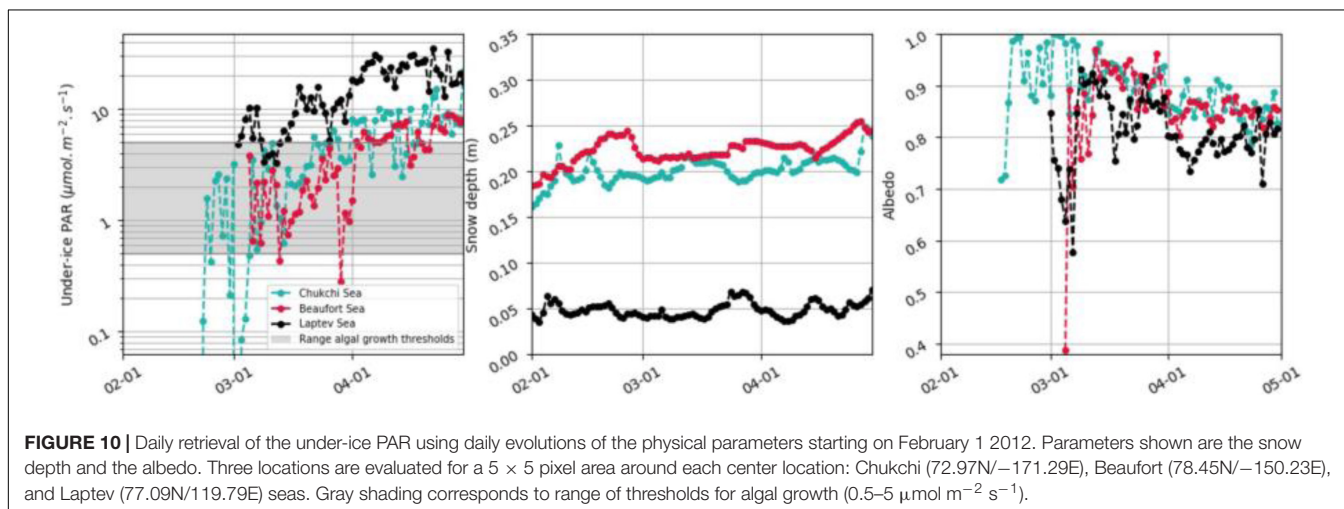 Under-ice PAR (μmol. m⁻². s⁻¹)
10
1
0.1
Chukchi Sea
Beaufort Sea
Laptev Sea
Range algal growth thresholds
02-01
03-01
04-01
Snow depth (m)
0.35
0.30
0.25
0.20
0.15
0.10
0.05
0.00
02-01
03-01
04-01
Albedo
1.0
0.9
0.8
0.7
0.6
0.5
0.4
02-01
03-01
04-01
05-01
FIGURE 10 | Daily retrieval of the under-ice PAR using daily evolutions of the physical parameters starting on February 1 2012. Parameters shown are the snow
depth and the albedo. Three locations are evaluated for a 5 × 5 pixel area around each center location: Chukchi (72.97N/−171.29E), Beaufort (78.45N/−150.23E),
and Laptev (77.09N/119.79E) seas. Gray shading corresponds to range of thresholds for algal growth (0.5–5 μmol m⁻² s⁻¹).